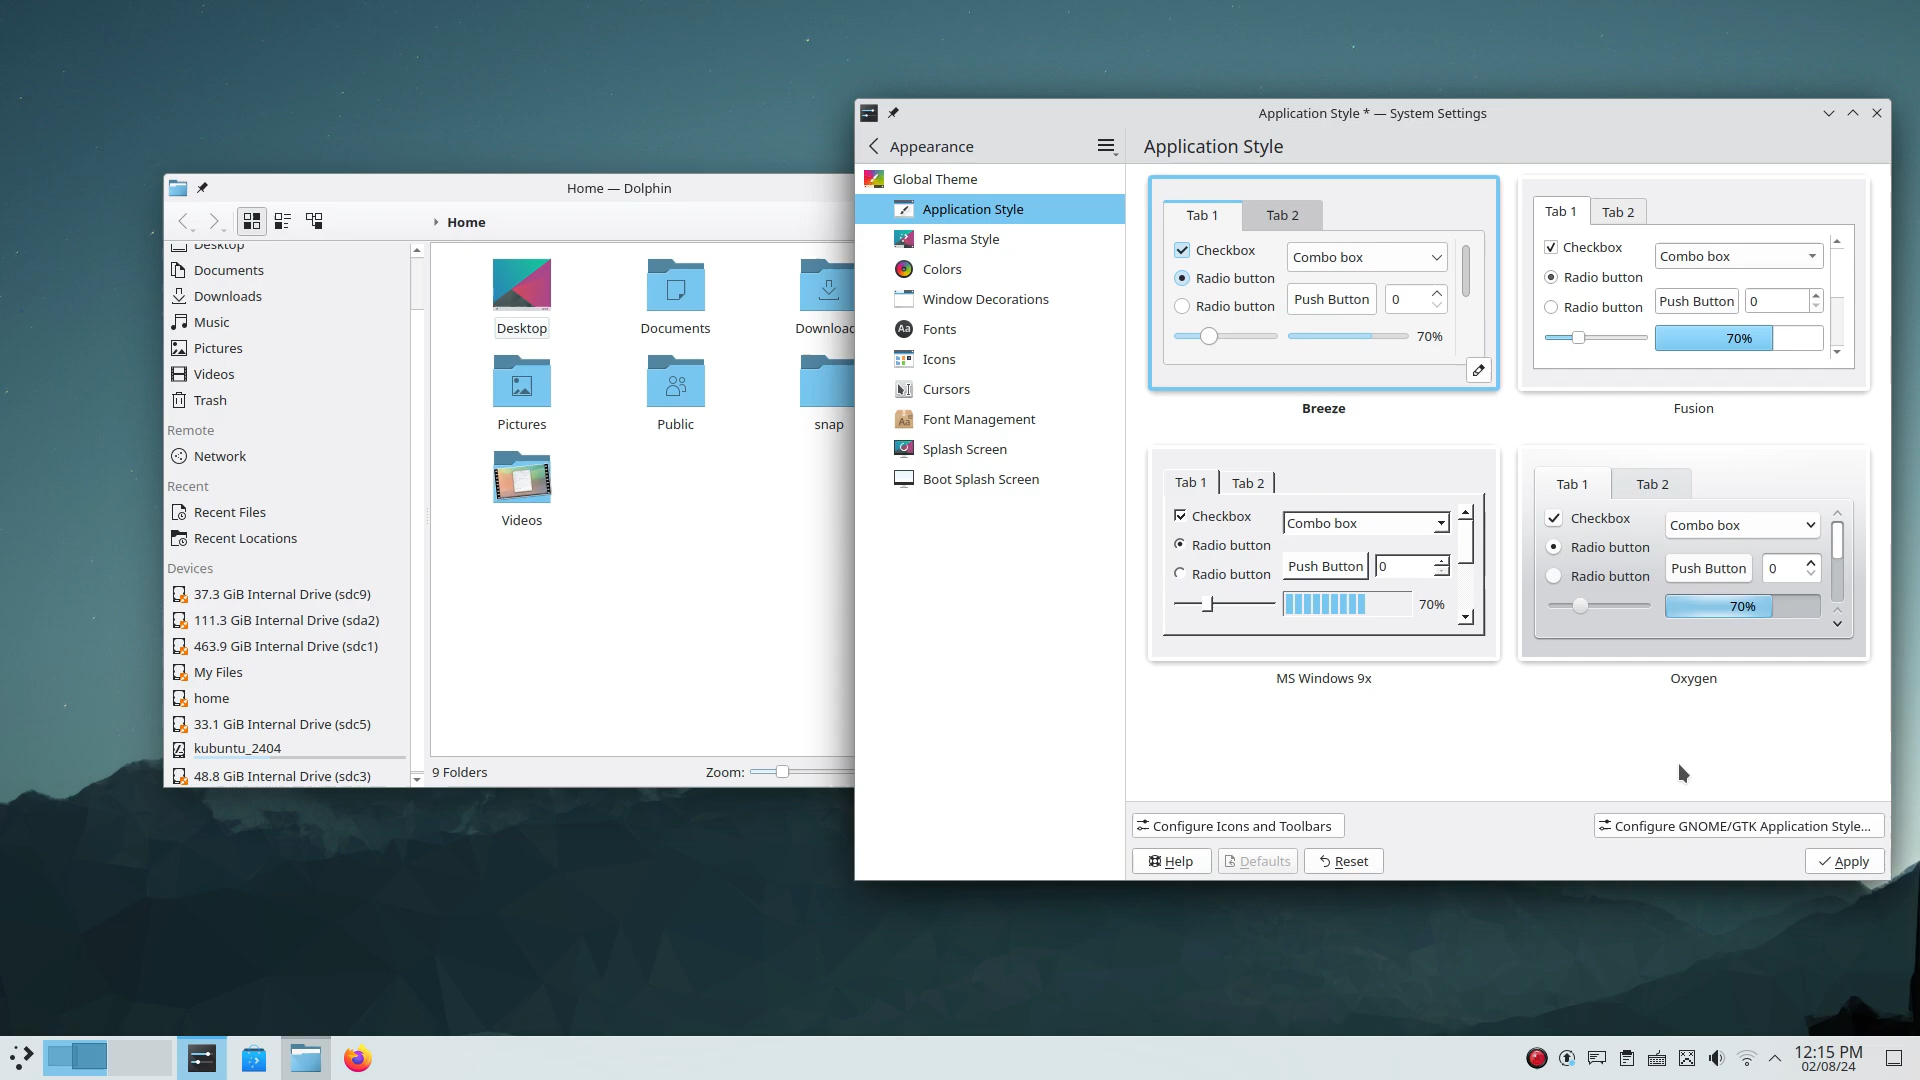 Home — Dolphin
Home
Desktop
Documents
Downloads
Music
Pictures
Videos
Trash
Remote
Network
Recent
Recent Files
Recent Locations
Devices
37.3 GiB Internal Drive (sdc9)
111.3 GiB Internal Drive (sda2)
463.9 GiB Internal Drive (sdc1)
My Files
home
33.1 GiB Internal Drive (sdc5)
kubuntu_2404
48.8 GiB Internal Drive (sdc3)
Desktop
Documents
Pictures
Public
snap
Videos
9 Folders
Zoom:
Application Style * — System Settings
Appearance
Application Style
Global Theme
Application Style
Plasma Style
Colors
Window Decorations
Fonts
Icons
Cursors
Font Management
Splash Screen
Boot Splash Screen
Tab 1 Tab 2
Checkbox Combo box
Radio button
Radio button Push Button 0
70%
Breeze
Tab 1 Tab 2
Checkbox Combo box
Radio button
Radio button Push Button 0
70%
Fusion
Tab 1 Tab 2
Checkbox Combo box
Radio button
Radio button Push Button 0
70%
MS Windows 9x
Tab 1 Tab 2
Checkbox Combo box
Radio button
Radio button Push Button 0
70%
Oxygen
Configure Icons and Toolbars
Configure GNOME/GTK Application Style...
Help Defaults Reset Apply
12:15 PM
02/08/24